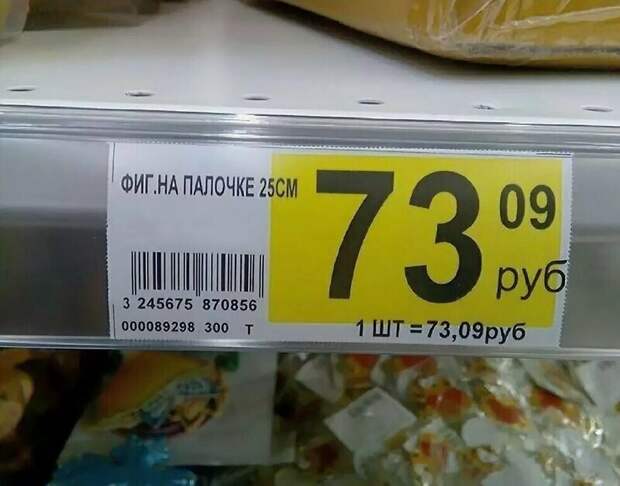 ФИГ.НА ПАЛОЧКЕ 25СМ
73 09
руб
3 245675 870856
000089298 300 Т
1 ШТ =73,09руб